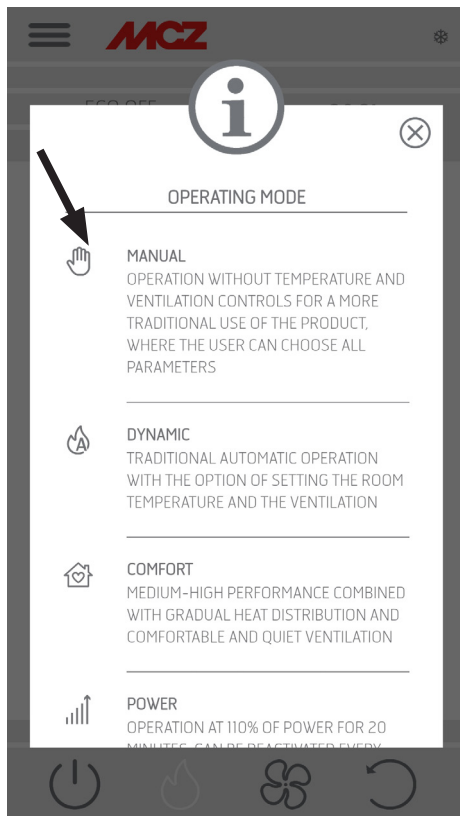 MCZ
OPERATING MODE
MANUAL
OPERATION WITHOUT TEMPERATURE AND
VENTILATION CONTROLS FOR A MORE
TRADITIONAL USE OF THE PRODUCT,
WHERE THE USER CAN CHOOSE ALL
PARAMETERS
DYNAMIC
TRADITIONAL AUTOMATIC OPERATION
WITH THE OPTION OF SETTING THE ROOM
TEMPERATURE AND THE VENTILATION
COMFORT
MEDIUM-HIGH PERFORMANCE COMBINED
WITH GRADUAL HEAT DISTRIBUTION AND
COMFORTABLE AND QUIET VENTILATION
POWER
OPERATION AT 110% OF POWER FOR 20
MINUTES. CAN BE DEACTIVATED EVERY